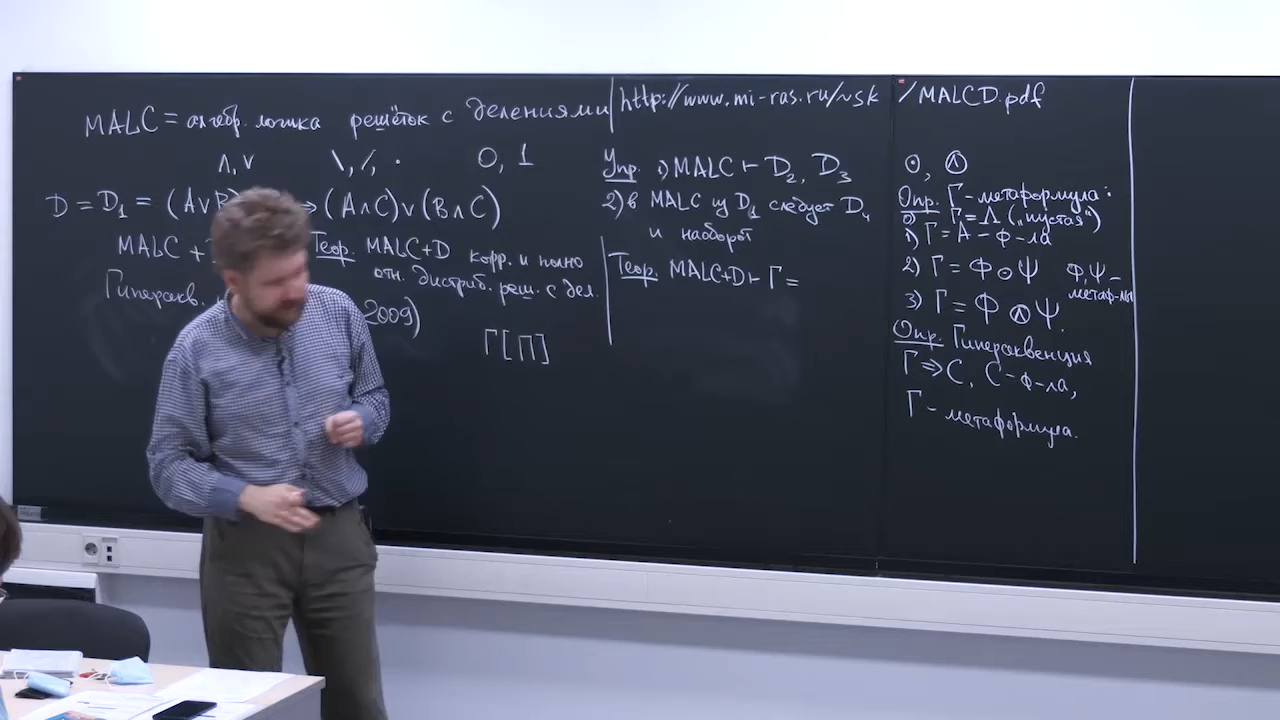 MALC = алгебр. логика решёток с делениями
∧, ∨ \, /, · 0, 1
D = D₁ = (A∨B) ⇒ (A∧C)∨(B∧C)
MALC +
Теор. MALC+D корр. и полно
отн. дистриб. реш. с дел.
Гиперсекв.
2009)
Γ[Π]
http://www.mi-ras.ru/~sk/MALCD.pdf
Упр. 1) MALC ⊢ D₂, D₃
2) в MALC из D₁ следует D₄
и наоборот
Теор. MALC+D ⊢ Γ ⇒
⊙, ⊘
Опр. Γ - метаформула:
0) Γ = Λ („пустая“)
1) Γ = A - ф-ла
2) Γ = Φ ⊙ Ψ Φ, Ψ -
метаф-лы
3) Γ = Φ Ⓐ Ψ.
Опр. Гиперсеквенция
Γ ⇒ C, C - ф-ла,
Γ - метаформула.